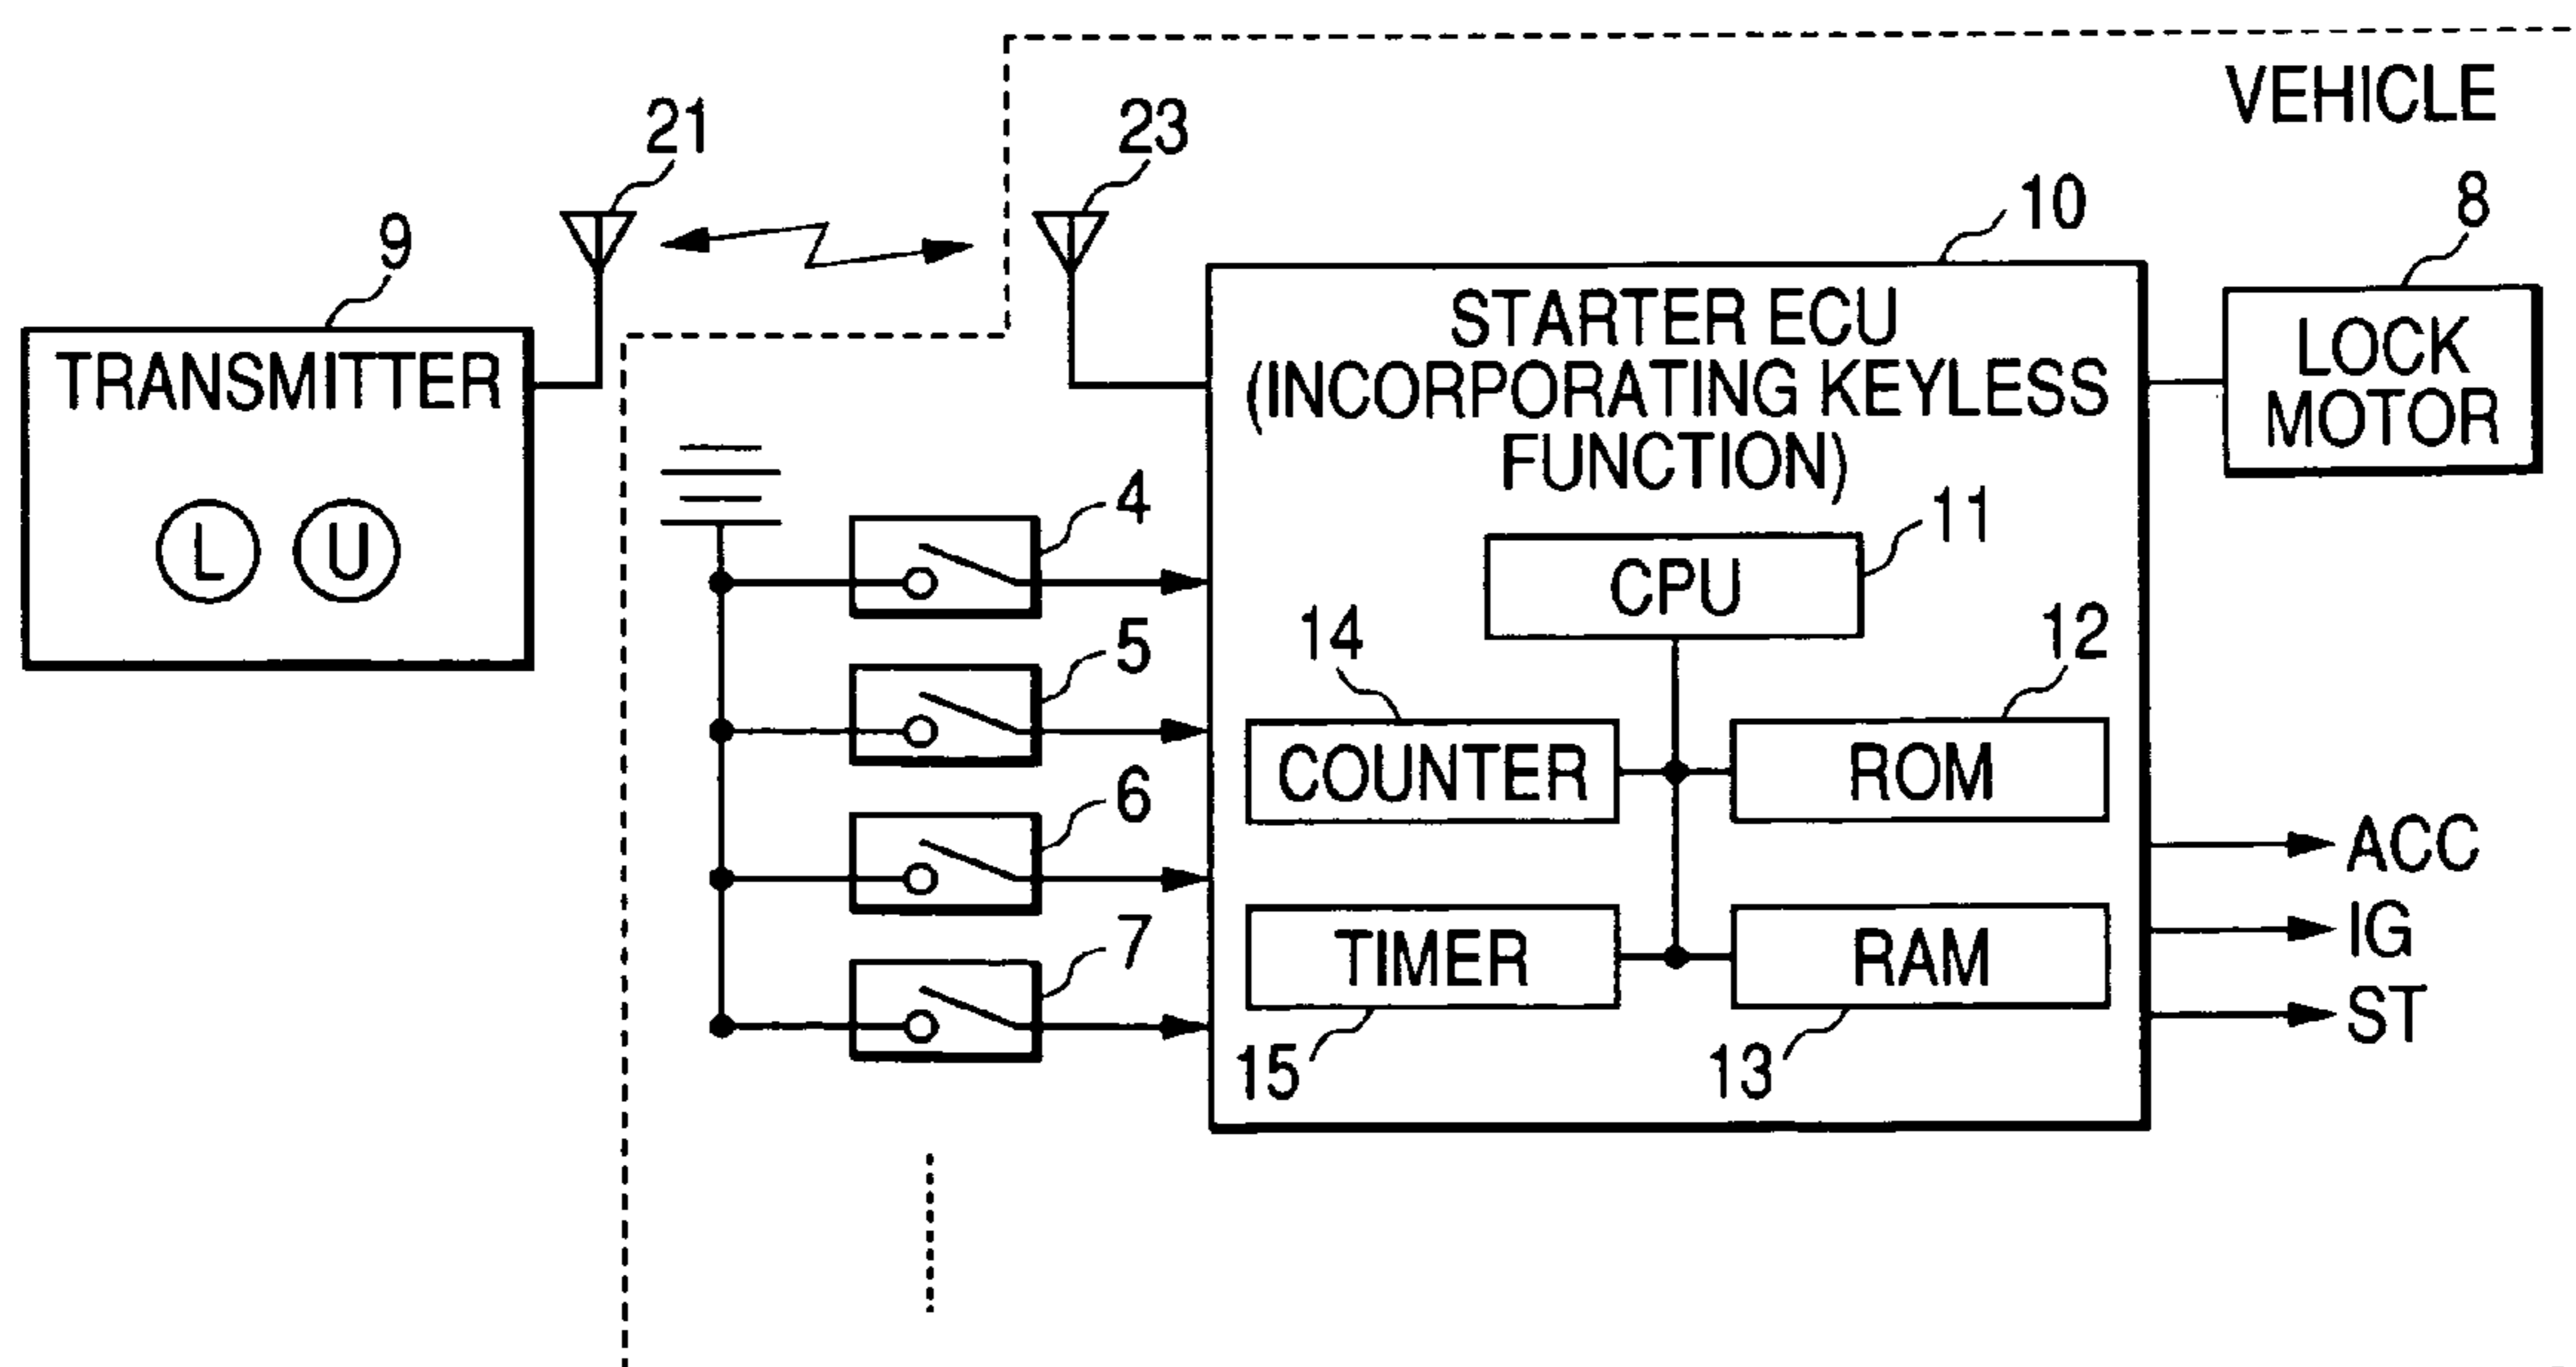 VEHICLE
21
23
9
10
8
TRANSMITTER
L U
STARTER ECU
(INCORPORATING KEYLESS
FUNCTION)
LOCK
MOTOR
4
5
6
7
11
CPU
14
12
COUNTER
ROM
TIMER
RAM
15
13
ACC
IG
ST